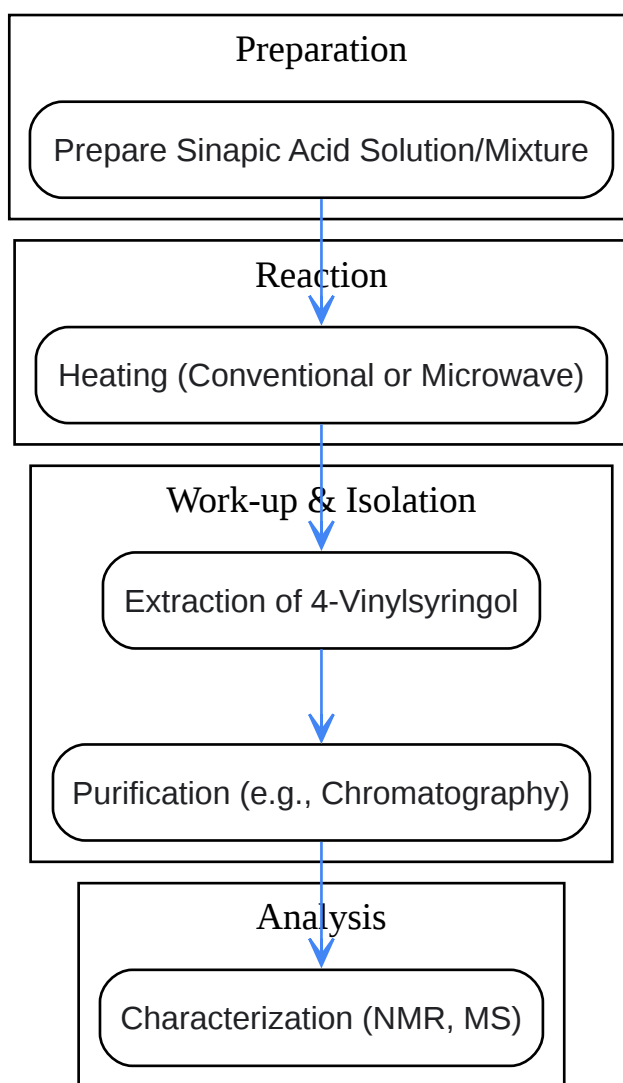 Preparation
Prepare Sinapic Acid Solution/Mixture
Reaction
Heating (Conventional or Microwave)
Work-up & Isolation
Extraction of 4-Vinylsyringol
Purification (e.g., Chromatography)
Analysis
Characterization (NMR, MS)